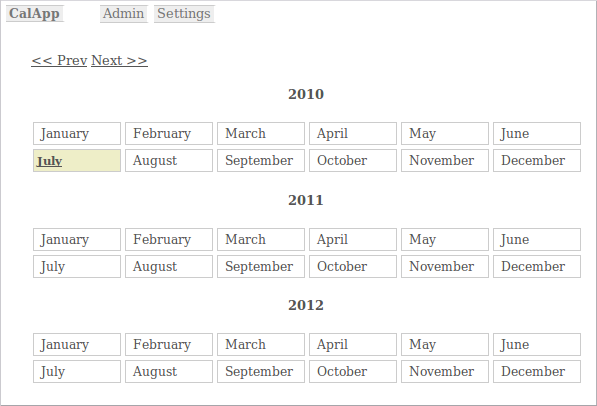 CalApp Admin Settings
<< Prev Next >>
2010
January February March April May June
July August September October November December
2011
January February March April May June
July August September October November December
2012
January February March April May June
July August September October November December